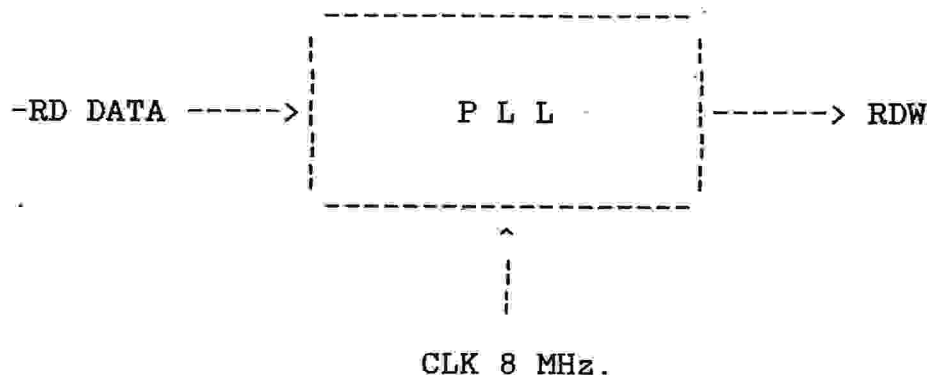 -RD DATA ----->
P L L
-----> RDW
CLK 8 MHz.